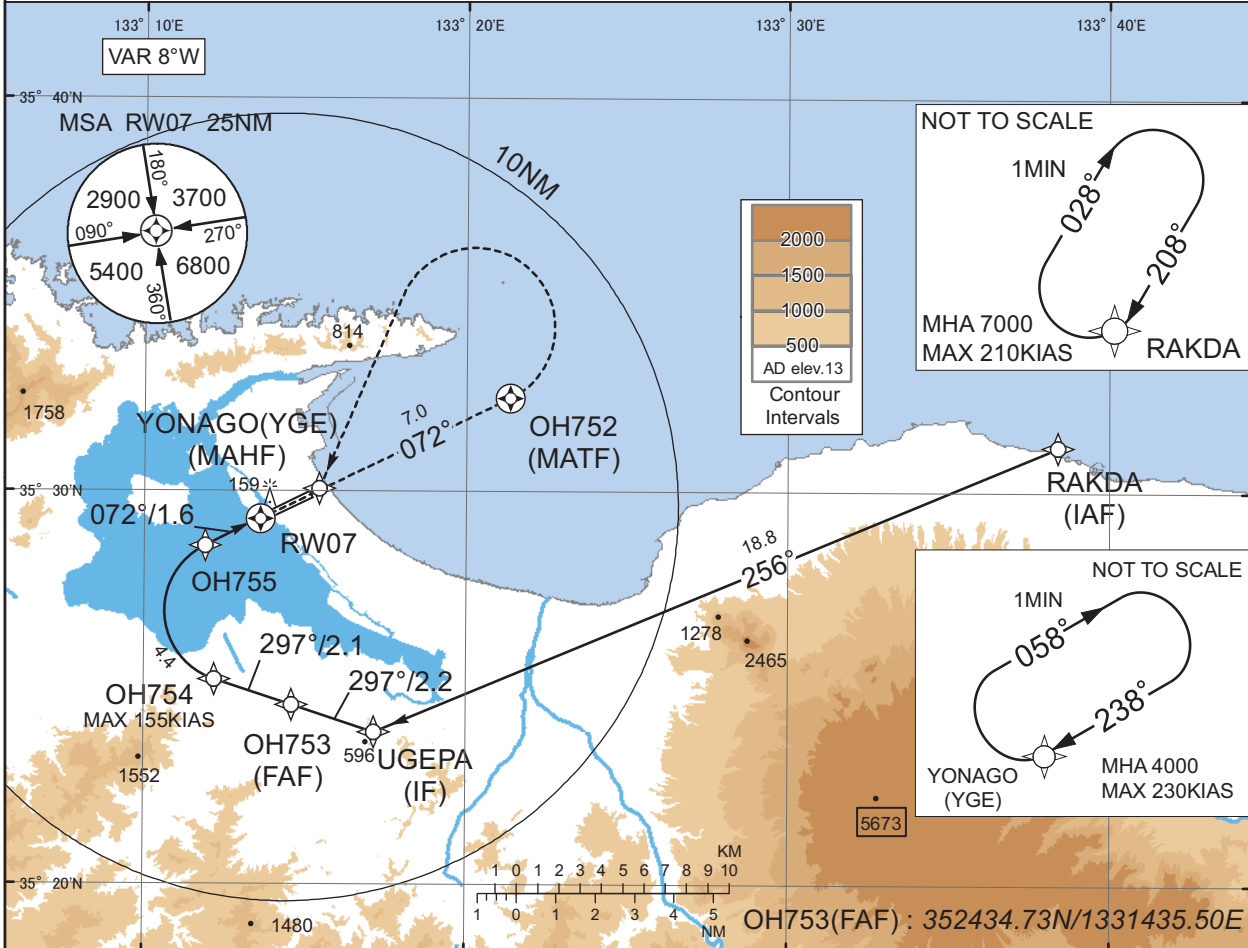 133° 10'E
133° 20'E
133° 30'E
133° 40'E
VAR 8°W
35° 40'N
MSA RW07 25NM
180°
2900
3700
090°
270°
5400
6800
360°
10NM
NOT TO SCALE
1MIN
028°
208°
MHA 7000
MAX 210KIAS
RAKDA
2000
1500
1000
500
AD elev.13
Contour
Intervals
814
1758
YONAGO(YGE)
(MAHF)
7.0
072°
OH752
(MATF)
159
35° 30'N
072°/1.6
RW07
OH755
RAKDA
(IAF)
18.8
256°
NOT TO SCALE
1MIN
058°
238°
YONAGO
(YGE)
MHA 4000
MAX 230KIAS
1278
2465
4.4
297°/2.1
297°/2.2
OH754
MAX 155KIAS
OH753
(FAF)
596
UGEPA
(IF)
1552
5673
35° 20'N
KM
1 0 1 2 3 4 5 6 7 8 9 10
1 0 1 2 3 4 5
NM
1480
OH753(FAF) : 352434.73N/1331435.50E